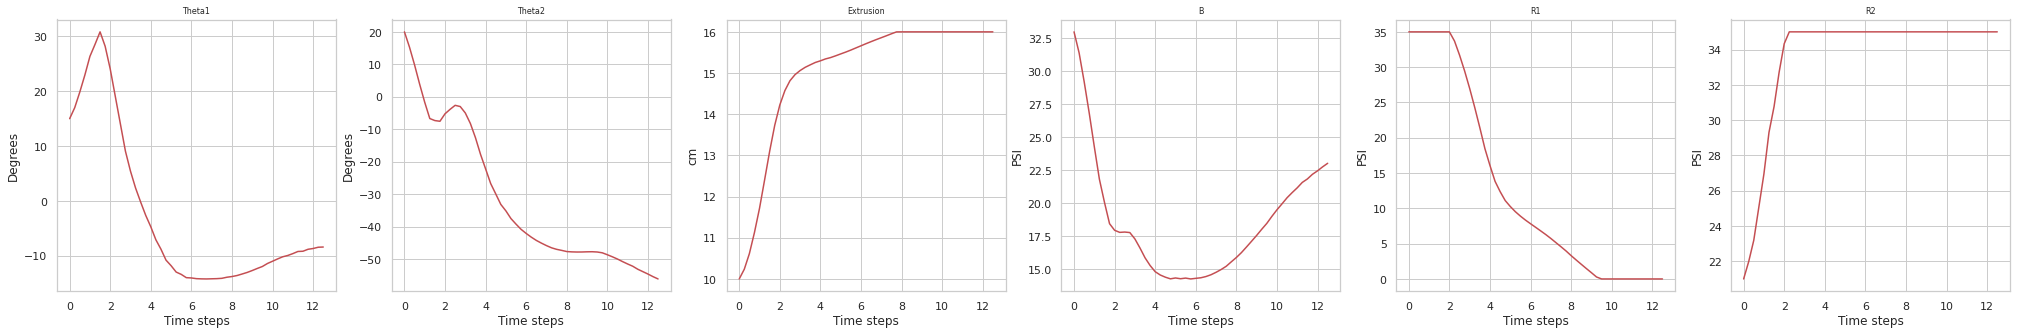 Theta1
Degrees
30
20
10
0
−10
0 2 4 6 8 10 12
Time steps
Theta2
Degrees
20
10
0
−10
−20
−30
−40
−50
0 2 4 6 8 10 12
Time steps
Extrusion
cm
16
15
14
13
12
11
10
0 2 4 6 8 10 12
Time steps
B
PSI
32.5
30.0
27.5
25.0
22.5
20.0
17.5
15.0
0 2 4 6 8 10 12
Time steps
R1
PSI
35
30
25
20
15
10
5
0
0 2 4 6 8 10 12
Time steps
R2
PSI
34
32
30
28
26
24
22
0 2 4 6 8 10 12
Time steps